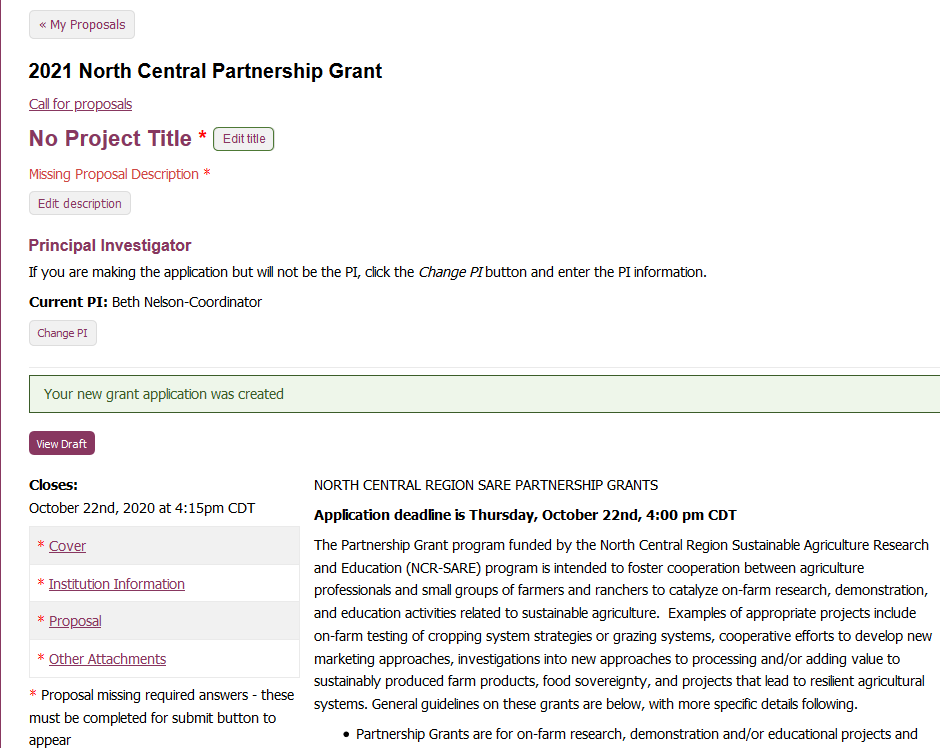 « My Proposals
2021 North Central Partnership Grant
Call for proposals
No Project Title * Edit title
Missing Proposal Description *
Edit description
Principal Investigator
If you are making the application but will not be the PI, click the Change PI button and enter the PI information.
Current PI: Beth Nelson-Coordinator
Change PI
Your new grant application was created
View Draft
Closes:
October 22nd, 2020 at 4:15pm CDT
* Cover
* Institution Information
* Proposal
* Other Attachments
* Proposal missing required answers - these
must be completed for submit button to
appear
NORTH CENTRAL REGION SARE PARTNERSHIP GRANTS
Application deadline is Thursday, October 22nd, 4:00 pm CDT
The Partnership Grant program funded by the North Central Region Sustainable Agriculture Research
and Education (NCR-SARE) program is intended to foster cooperation between agriculture
professionals and small groups of farmers and ranchers to catalyze on-farm research, demonstration,
and education activities related to sustainable agriculture.  Examples of appropriate projects include
on-farm testing of cropping system strategies or grazing systems, cooperative efforts to develop new
marketing approaches, investigations into new approaches to processing and/or adding value to
sustainably produced farm products, food sovereignty, and projects that lead to resilient agricultural
systems. General guidelines on these grants are below, with more specific details following.
• Partnership Grants are for on-farm research, demonstration and/or educational projects and